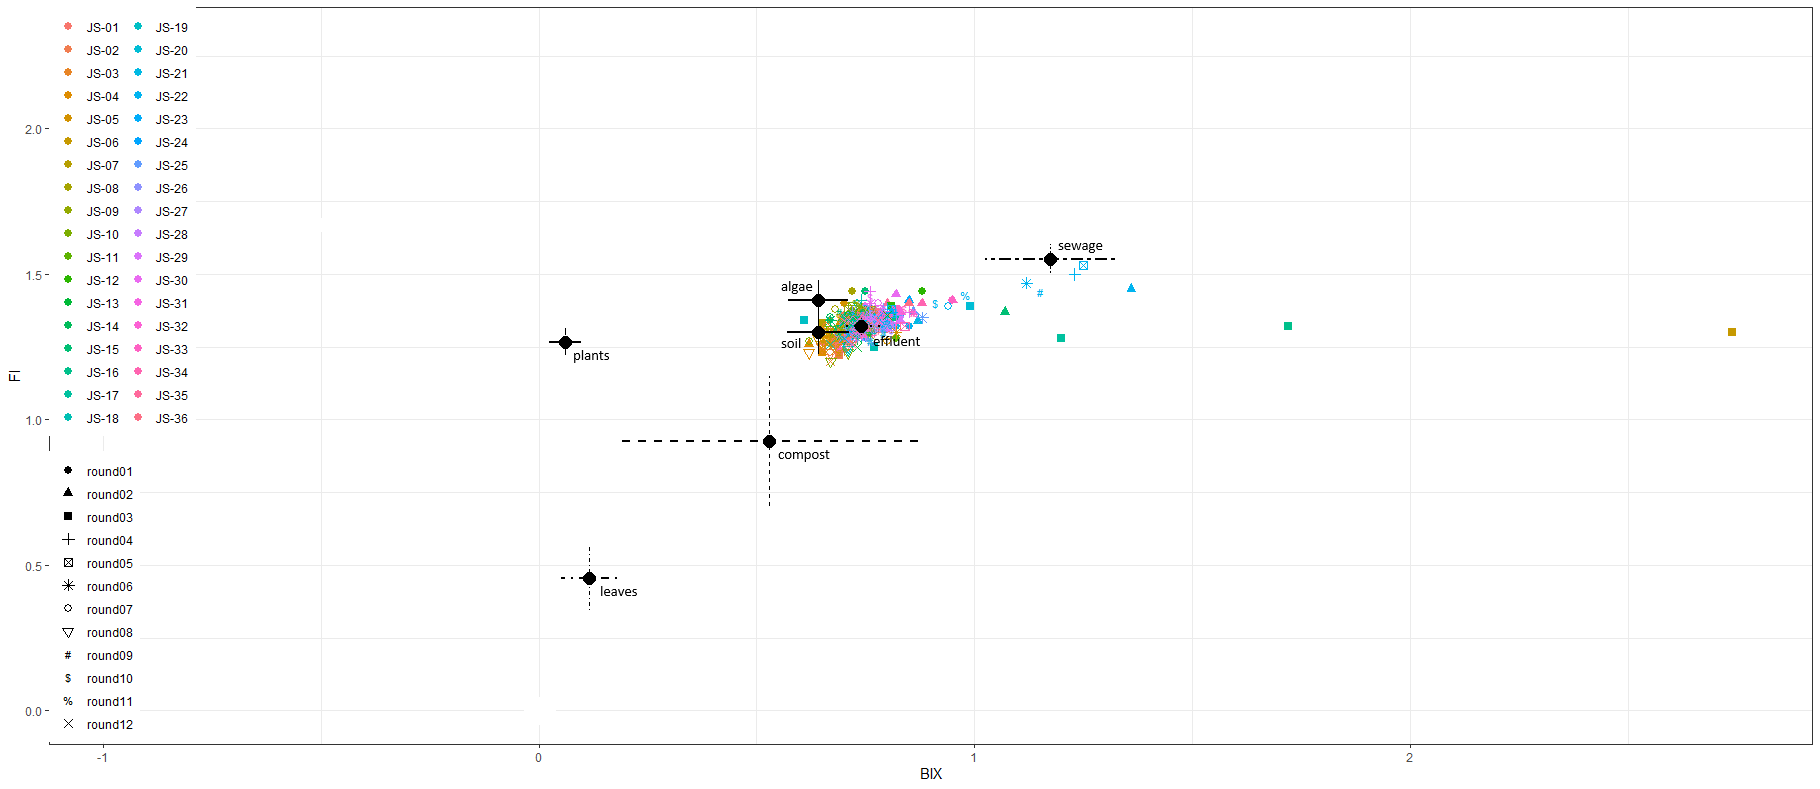 JS-01 JS-19
JS-02 JS-20
JS-03 JS-21
JS-04 JS-22
JS-05 JS-23
JS-06 JS-24
JS-07 JS-25
JS-08 JS-26
JS-09 JS-27
JS-10 JS-28
JS-11 JS-29
JS-12 JS-30
JS-13 JS-31
JS-14 JS-32
JS-15 JS-33
JS-16 JS-34
JS-17 JS-35
JS-18 JS-36
round01
round02
round03
round04
round05
round06
round07
round08
# round09
$ round10
% round11
round12
2.0
1.5
1.0
0.5
0.0
FI
sewage
#
%
$
algae
soil
effluent
plants
compost
leaves
-1 0 1 2
BIX